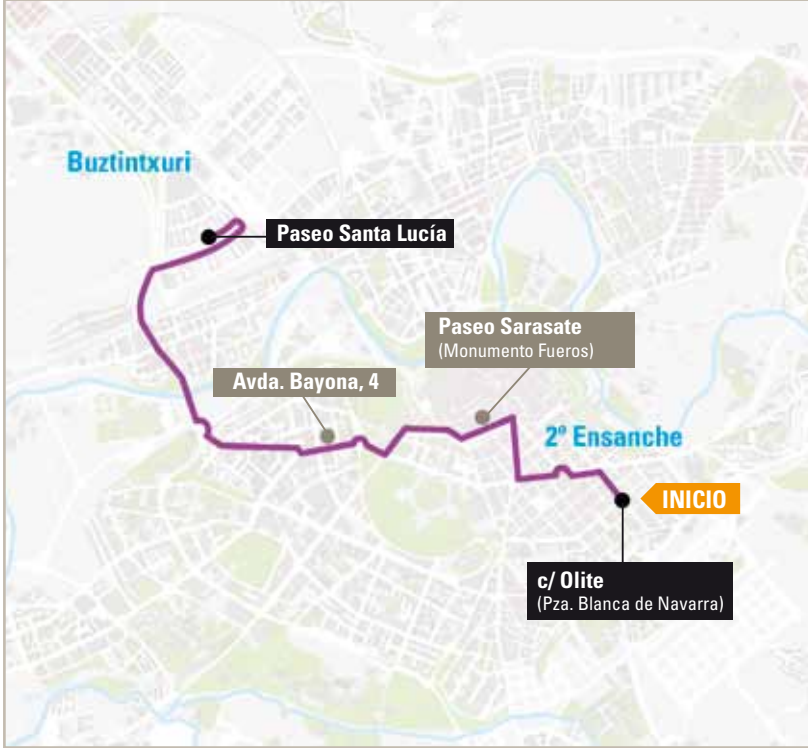 Buztintxuri
Paseo Santa Lucía
Paseo Sarasate
(Monumento Fueros)
Avda. Bayona, 4
2º Ensanche
INICIO
c/ Olite
(Pza. Blanca de Navarra)